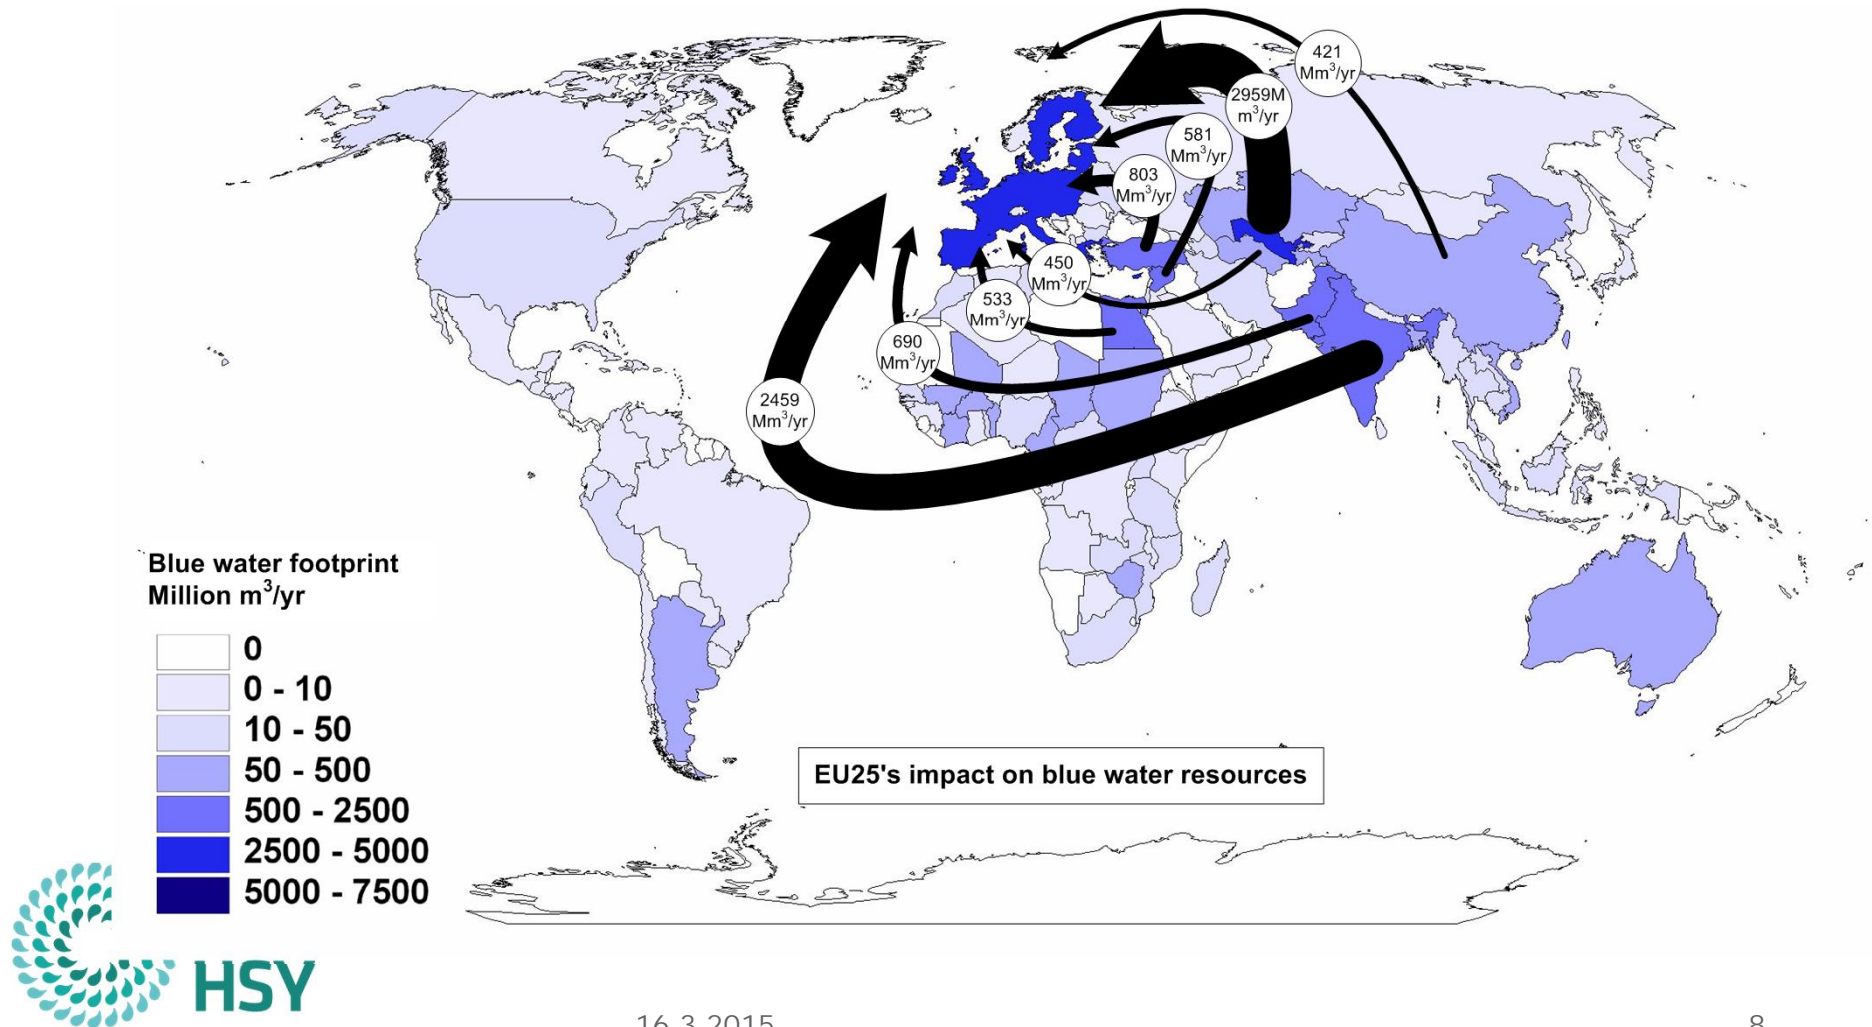 421
Mm³/yr
2959M
m³/yr
581
Mm³/yr
803
Mm³/yr
450
Mm³/yr
533
Mm³/yr
690
Mm³/yr
2459
Mm³/yr
Blue water footprint
Million m³/yr
0
0 - 10
10 - 50
50 - 500
500 - 2500
2500 - 5000
5000 - 7500
EU25's impact on blue water resources
HSY
16.3.2015
8